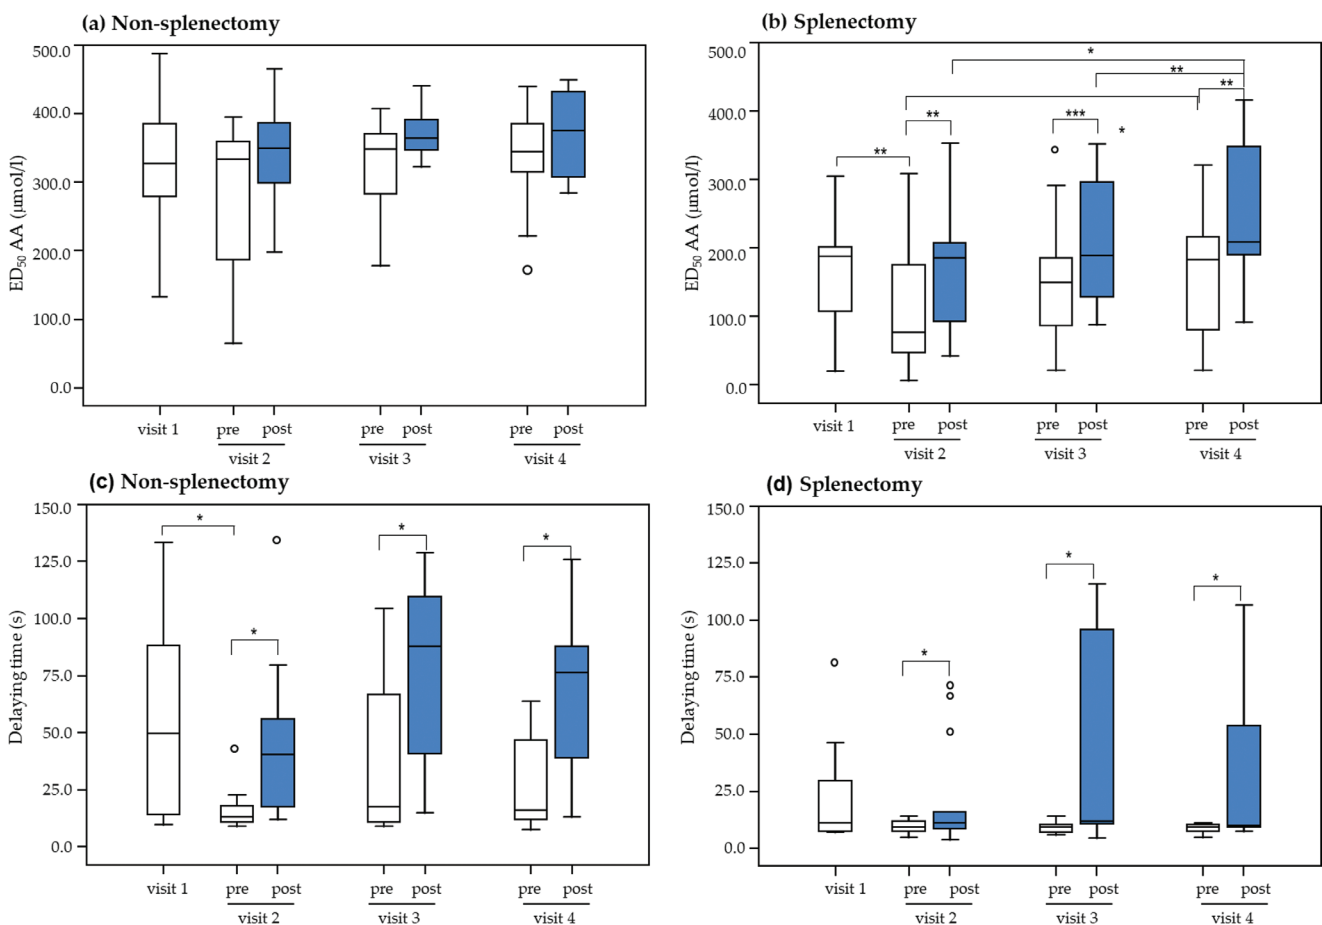 (a) Non-splenectomy
500.0
400.0
300.0
200.0
100.0
0.0
ED50 AA (μmol/l)
visit 1
pre post
visit 2
pre post
visit 3
pre post
visit 4
(b) Splenectomy
500.0
400.0
300.0
200.0
100.0
0.0
ED50 AA (μmol/l)
*
**
**
**
***
*
**
visit 1
pre post
visit 2
pre post
visit 3
pre post
visit 4
(c) Non-splenectomy
150.0
125.0
100.0
75.0
50.0
25.0
0.0
Delaying time (s)
*
*
*
*
visit 1
pre post
visit 2
pre post
visit 3
pre post
visit 4
(d) Splenectomy
150.0
125.0
100.0
75.0
50.0
25.0
0.0
Delaying time (s)
*
*
*
visit 1
pre post
visit 2
pre post
visit 3
pre post
visit 4